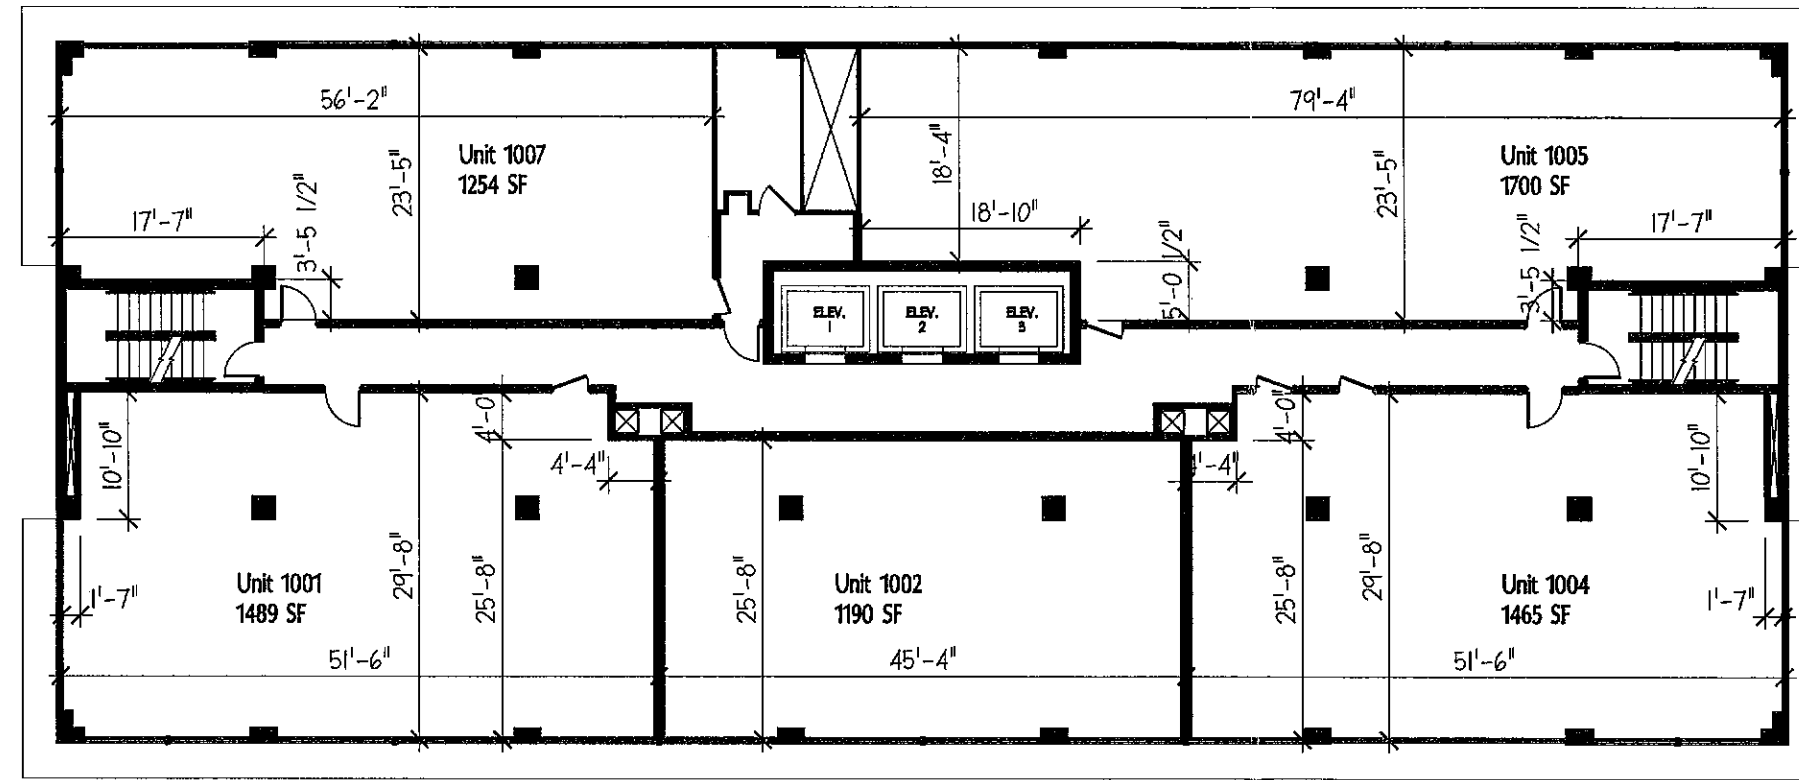 56'-2"
79'-4"
Unit 1007
1254 SF
23'-5"
18'-4"
23'-5"
Unit 1005
1700 SF
17'-7"
3'-5 1/2"
18'-10"
5'-0 1/2"
3'-5 1/2"
17'-7"
ELEV.
1
ELEV.
2
ELEV.
3
10'-10"
4'-0"
4'-4"
4'-0"
10'-10"
1'-7"
Unit 1001
1489 SF
29'-8"
25'-8"
25'-8"
Unit 1002
1190 SF
25'-8"
29'-8"
Unit 1004
1465 SF
1'-7"
51'-6"
45'-4"
51'-6"